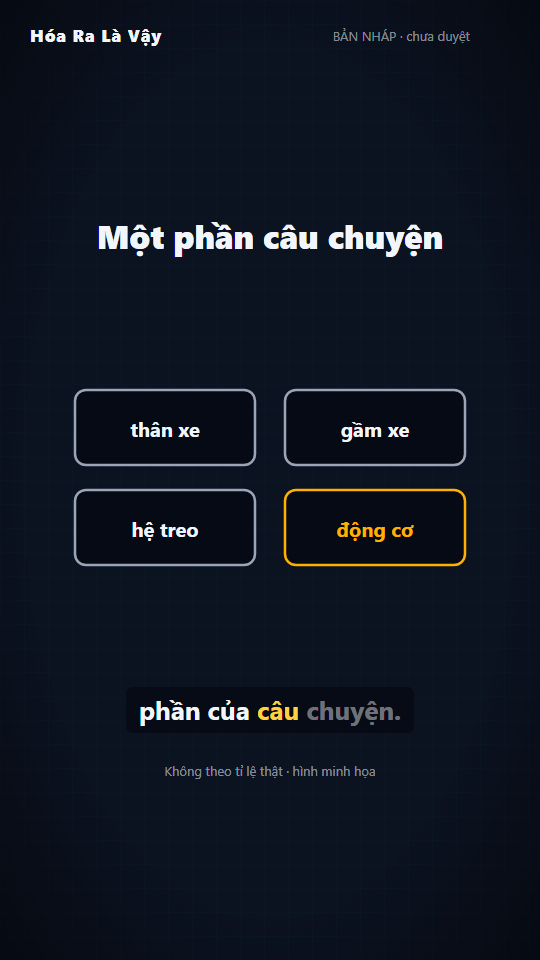 Hóa Ra Là Vậy
BẢN NHÁP · chưa duyệt
Một phần câu chuyện
thân xe
gầm xe
hệ treo
động cơ
phần của câu chuyện.
Không theo tỉ lệ thật · hình minh họa